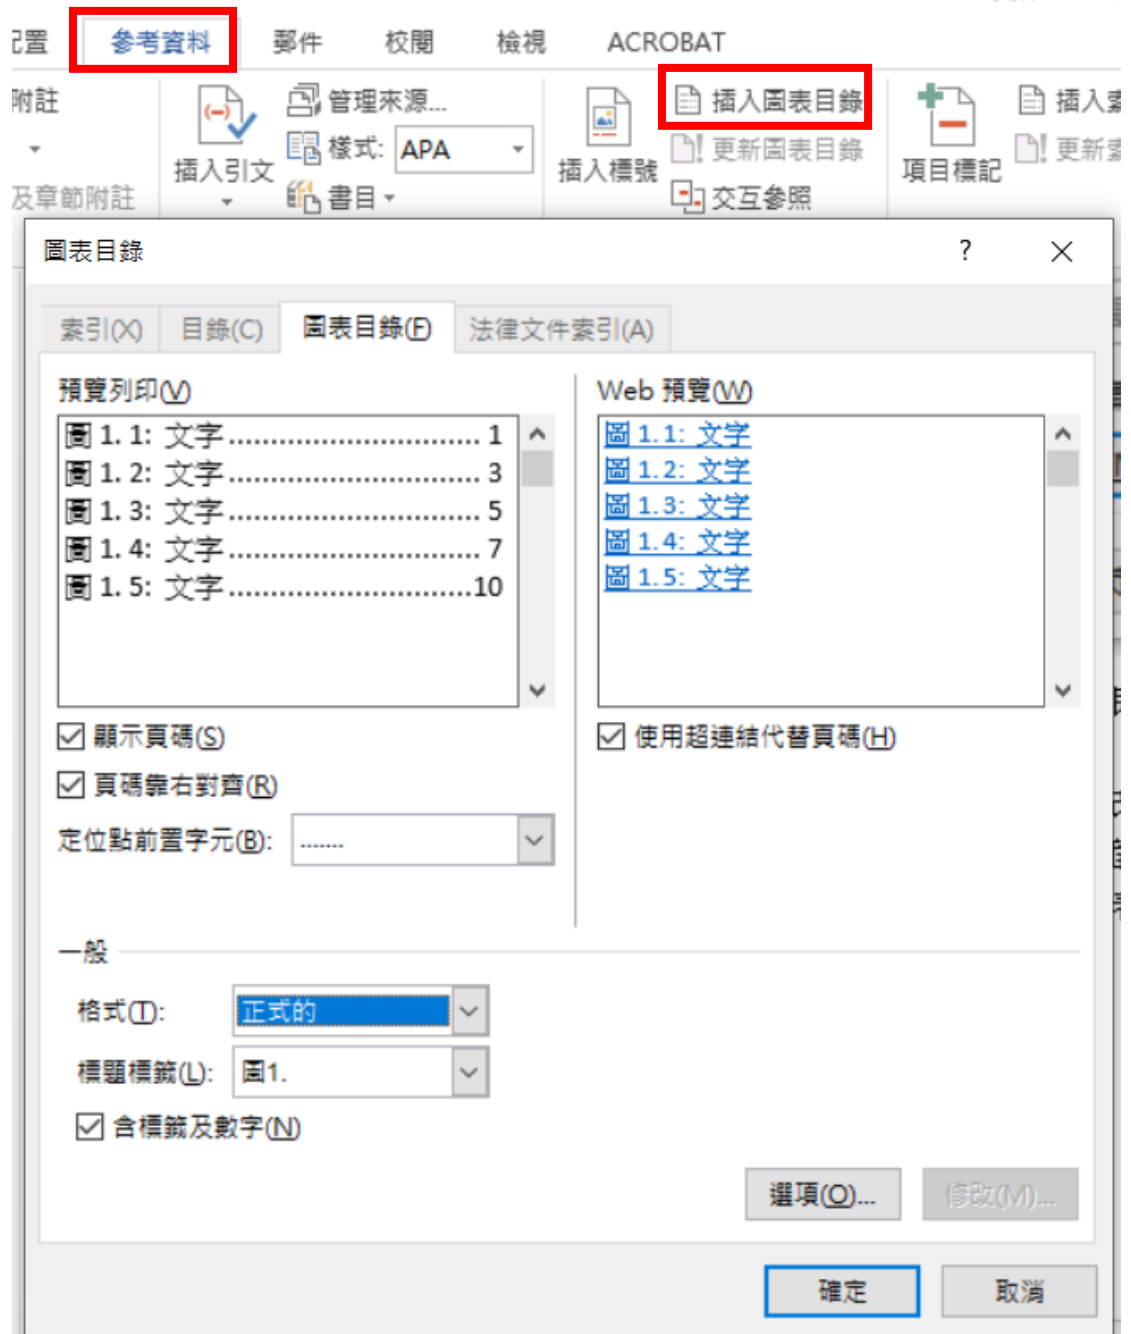 參考資料 郵件 校閱 檢視 ACROBAT
附註 管理來源... 插入圖表目錄
樣式: APA 更新圖表目錄
插入引文 插入標號 項目標記
及章節附註 書目 交互參照
圖表目錄 ?
索引(X) 目錄(C) 圖表目錄(F) 法律文件索引(A)
預覽列印(V) Web 預覽(W)
圖 1. 1: 文字 ............................. 1
圖 1. 2: 文字 ............................. 3
圖 1. 3: 文字 ............................. 5
圖 1. 4: 文字 ............................. 7
圖 1. 5: 文字 ............................10
圖 1.1: 文字
圖 1.2: 文字
圖 1.3: 文字
圖 1.4: 文字
圖 1.5: 文字
顯示頁碼(S) 使用超連結代替頁碼(H)
頁碼靠右對齊(R)
定位點前置字元(B): .......
一般
格式(T): 正式的
標題標籤(L): 圖1.
含標籤及數字(N)
選項(O)... 修改(M)...
確定 取消